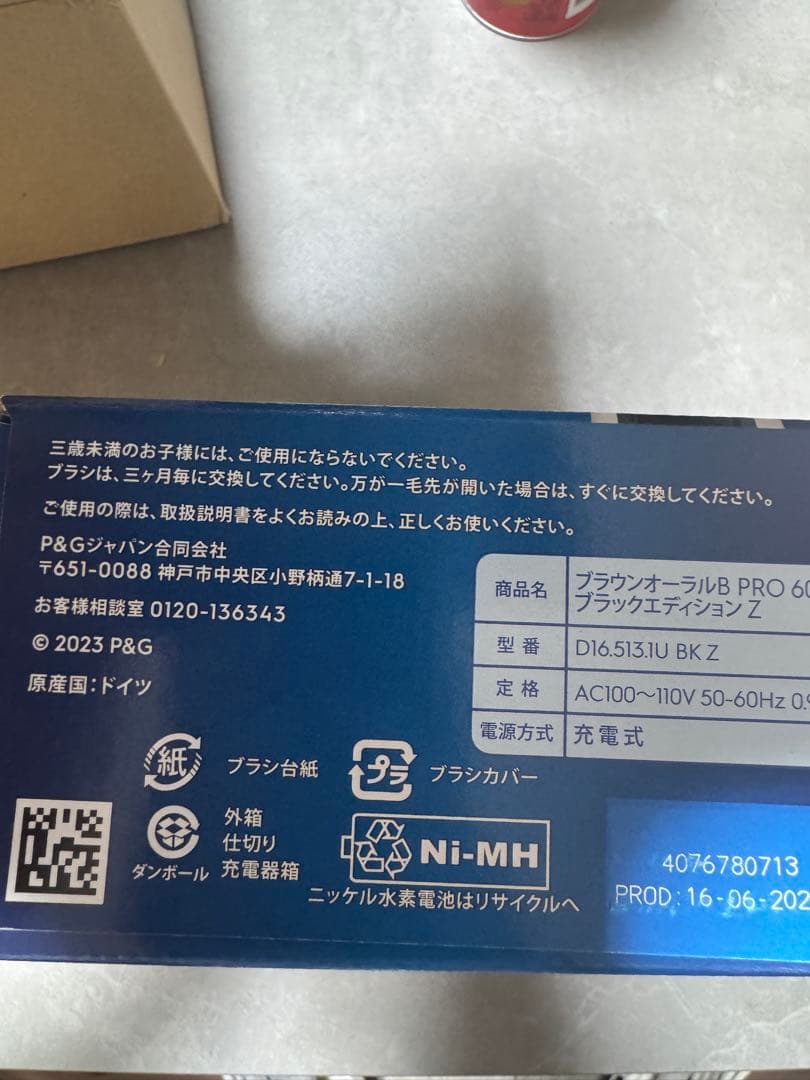 三歳未満のお子様には、ご使用にならないでください。
ブラシは、三ヶ月毎に交換してください。万が一毛先が開いた場合は、すぐに交換してください。
ご使用の際は、取扱説明書をよくお読みの上、正しくお使いください。
P&Gジャパン合同会社
〒651-0088 神戸市中央区小野柄通7-1-18
お客様相談室 0120-136343
© 2023 P&G
原産国：ドイツ
商品名 ブラウンオーラルB PRO
ブラックエディション Z
型番 D16.513.1U BK Z
定格 AC100〜110V 50-60Hz
電源方式 充電式
紙 ブラシ台紙
プラ ブラシカバー
ダンボール
外箱
仕切り
充電器箱
Ni-MH
ニッケル水素電池はリサイクルへ
4076780713
PROD: 16-06-202